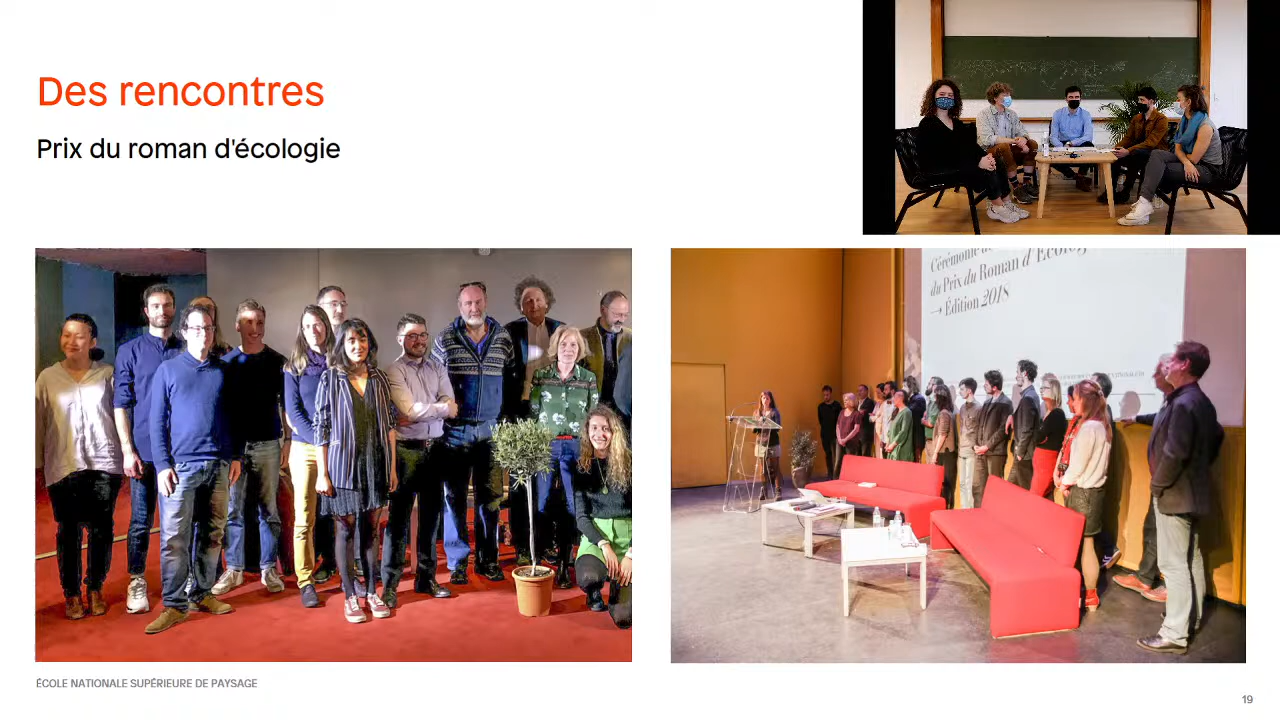 Des rencontres
Prix du roman d'écologie
Cérémonie
du Prix du Roman d'Écolog
→ Édition 2018
ÉCOLE NATIONALE SUPÉRIEURE DE PAYSAGE
19